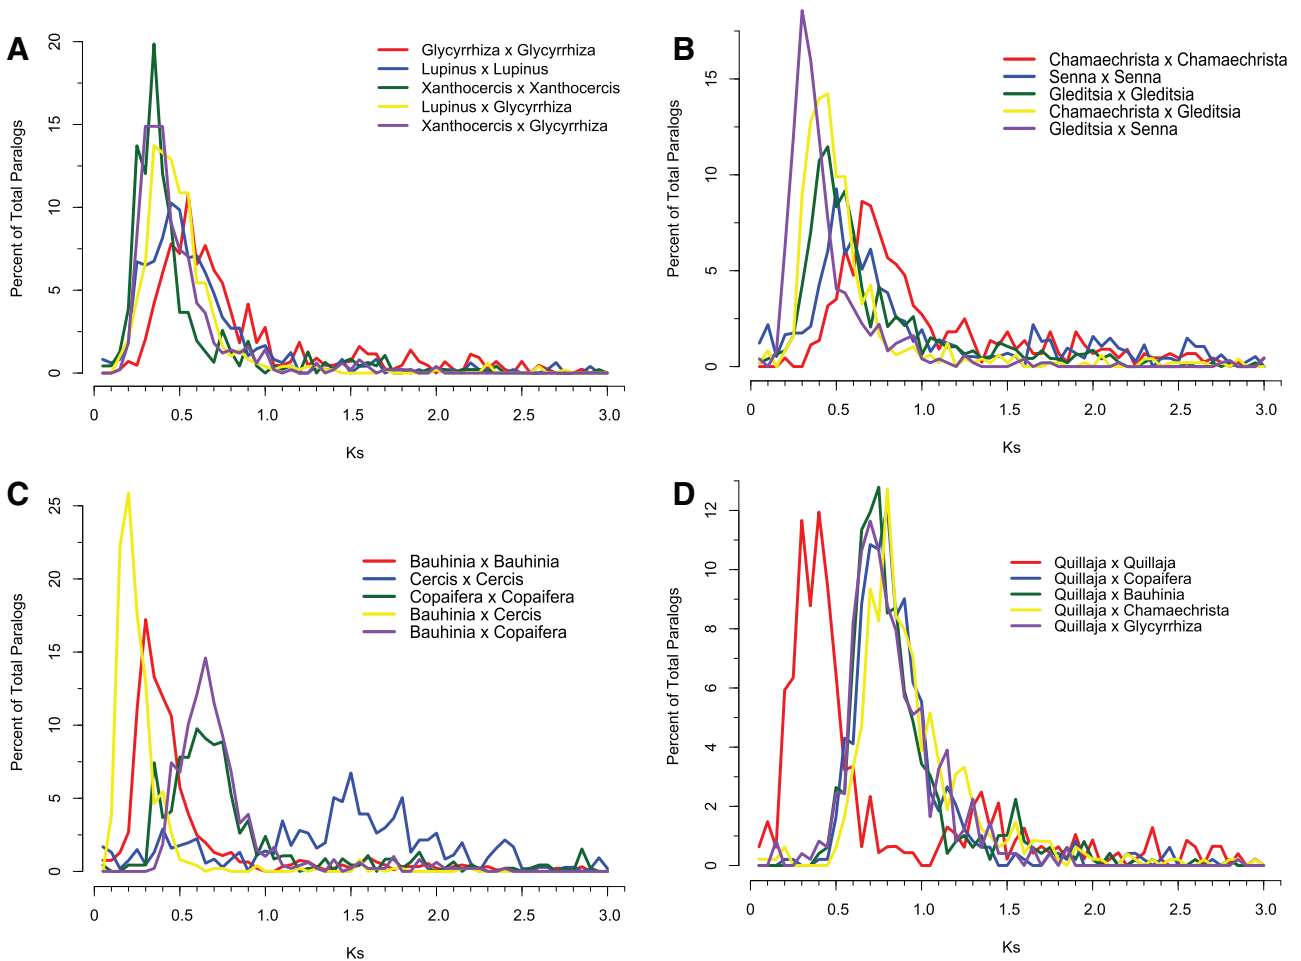 A
Percent of Total Paralogs
20
15
10
5
0
Glycyrrhiza x Glycyrrhiza
Lupinus x Lupinus
Xanthocercis x Xanthocercis
Lupinus x Glycyrrhiza
Xanthocercis x Glycyrrhiza
0 0.5 1.0 1.5 2.0 2.5 3.0
Ks
B
Percent of Total Paralogs
15
10
5
0
Chamaechrista x Chamaechrista
Senna x Senna
Gleditsia x Gleditsia
Chamaechrista x Gleditsia
Gleditsia x Senna
0 0.5 1.0 1.5 2.0 2.5 3.0
Ks
C
Percent of Total Paralogs
25
20
15
10
5
0
Bauhinia x Bauhinia
Cercis x Cercis
Copaifera x Copaifera
Bauhinia x Cercis
Bauhinia x Copaifera
0 0.5 1.0 1.5 2.0 2.5 3.0
Ks
D
Percent of Total Paralogs
12
10
8
6
4
2
0
Quillaja x Quillaja
Quillaja x Copaifera
Quillaja x Bauhinia
Quillaja x Chamaechrista
Quillaja x Glycyrrhiza
0 0.5 1.0 1.5 2.0 2.5 3.0
Ks